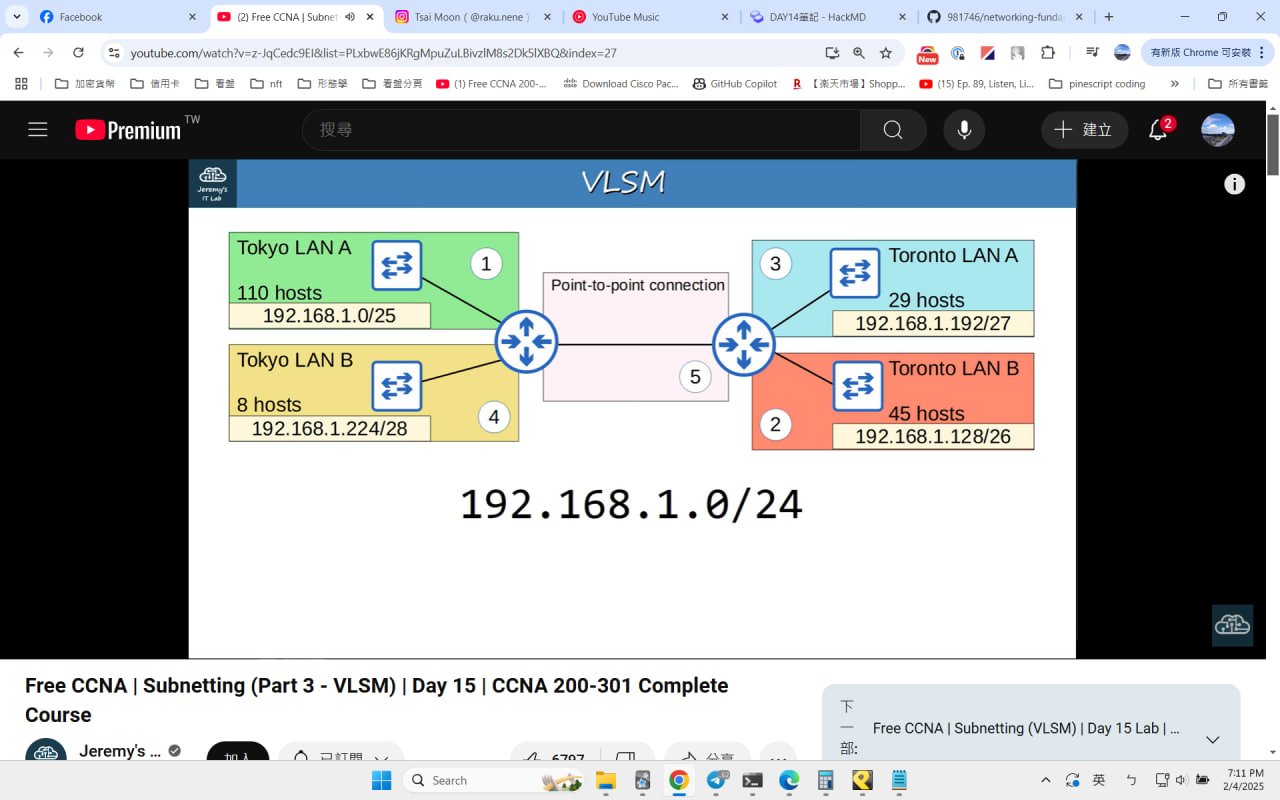 Facebook
(2) Free CCNA | Subnet
Tsai Moon (@raku.nene)
YouTube Music
DAY14筆記 - HackMD
981746/networking-funda
youtube.com/watch?v=z-JqCedc9EI&list=PLxbwE86jKRgMpuZuLBivzlM8s2Dk5lXBQ&index=27
New
有新版 Chrome 可安裝
加密貨幣
信用卡
看盤
nft
形態學
看盤分頁
(1) Free CCNA 200-...
Download Cisco Pac...
GitHub Copilot
【楽天市場】Shopp...
(15) Ep. 89, Listen, Li...
pinescript coding
所有書籤
Premium TW
搜尋
建立
2
Jeremy's
IT Lab
VLSM
Tokyo LAN A
110 hosts
192.168.1.0/25
1
Tokyo LAN B
8 hosts
192.168.1.224/28
4
Point-to-point connection
5
3
Toronto LAN A
29 hosts
192.168.1.192/27
Toronto LAN B
45 hosts
192.168.1.128/26
2
192.168.1.0/24
Free CCNA | Subnetting (Part 3 - VLSM) | Day 15 | CCNA 200-301 Complete
Course
Jeremy's ...
加入
已訂閱
6797
分享
下
一
部:
Free CCNA | Subnetting (VLSM) | Day 15 Lab | ...
Search
英
ㄅ
7:11 PM
2/4/2025